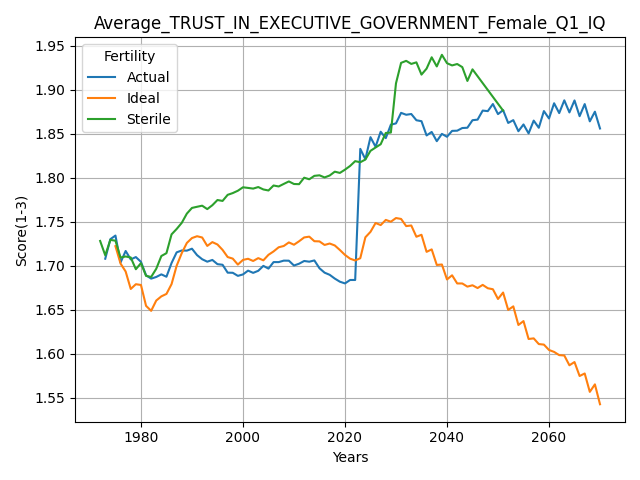 Average_TRUST_IN_EXECUTIVE_GOVERNMENT_Female_Q1_IQ
Fertility
Actual
Ideal
Sterile
Score(1-3)
1.95
1.90
1.85
1.80
1.75
1.70
1.65
1.60
1.55
1980
2000
2020
2040
2060
Years